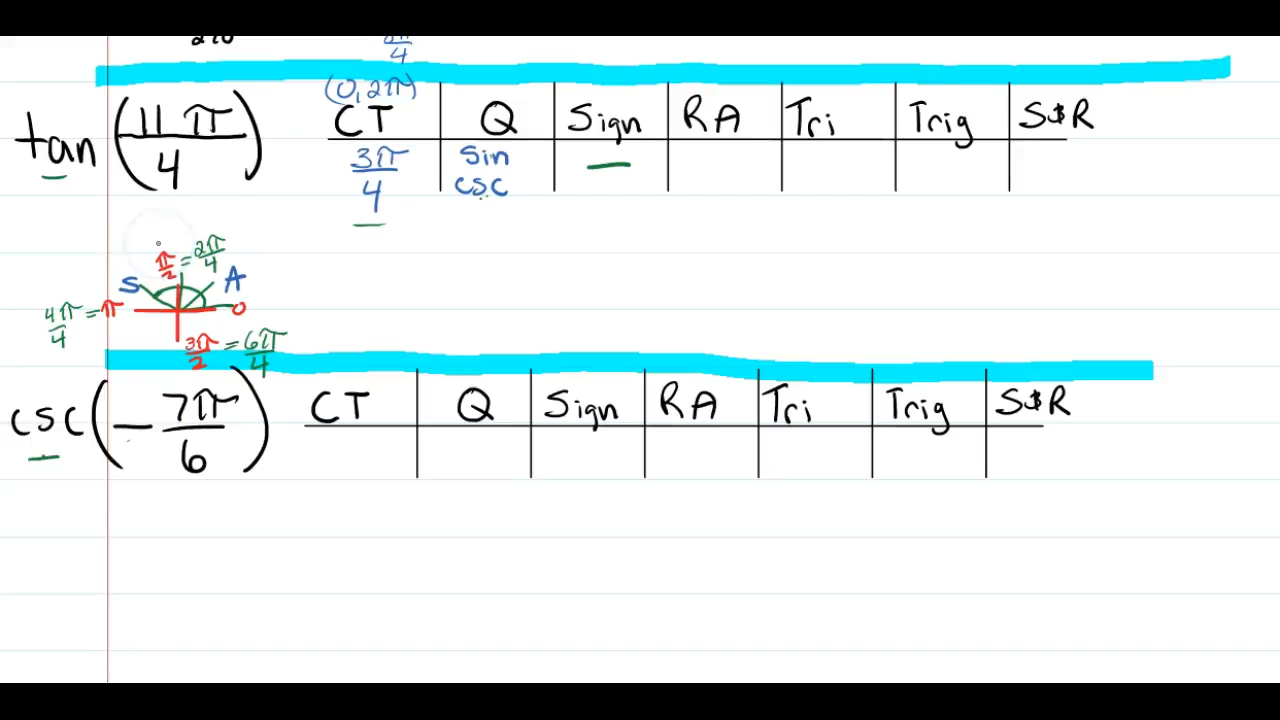 tan (11π/4)
(0, 2π)
CT Q Sign RA Tri Trig S&R
3π/4 sin csc —
π/2 = 2π/4
S A
4π/4 = π 0
3π/2 = 6π/4
csc (− 7π/6)
CT Q Sign RA Tri Trig S&R